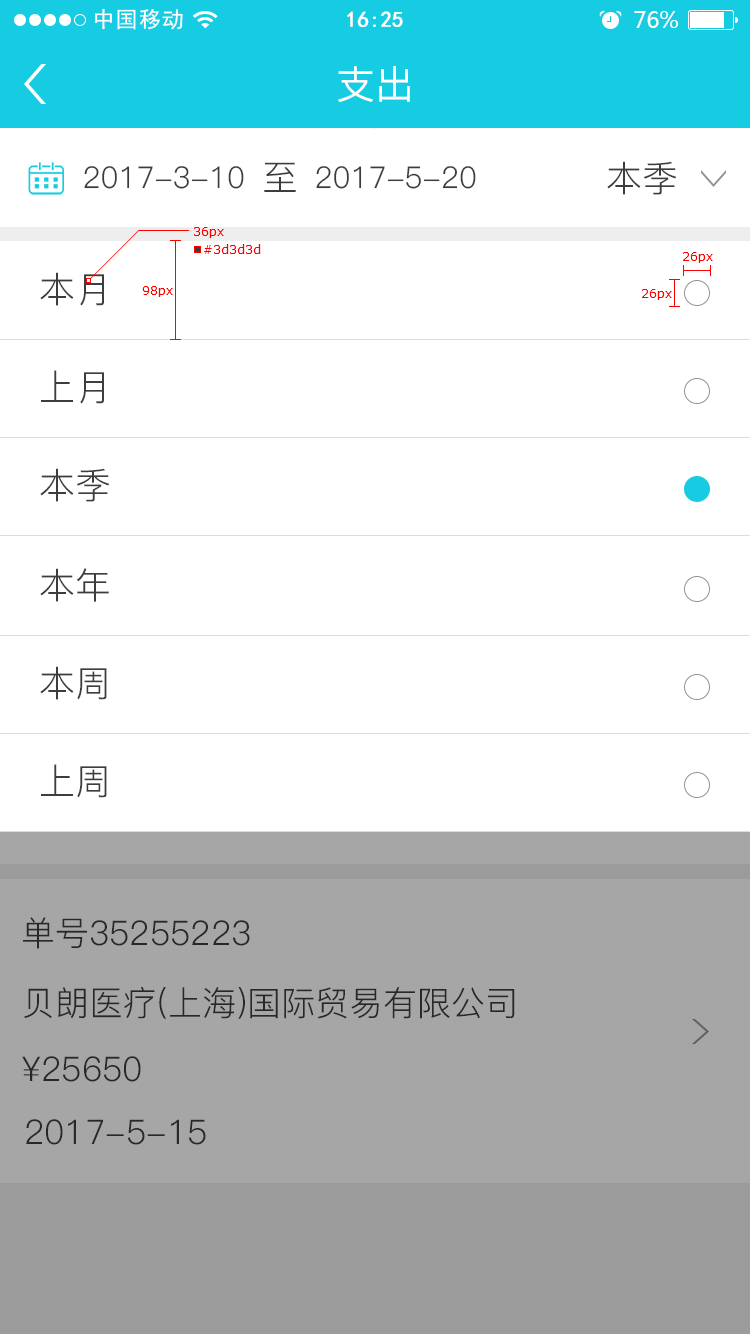 中国移动 16:25 76%
支出
2017-3-10 至 2017-5-20 本季
36px
#3d3d3d
本月 98px 26px 26px
上月
本季
本年
本周
上周
单号35255223
贝朗医疗(上海)国际贸易有限公司
¥25650
2017-5-15